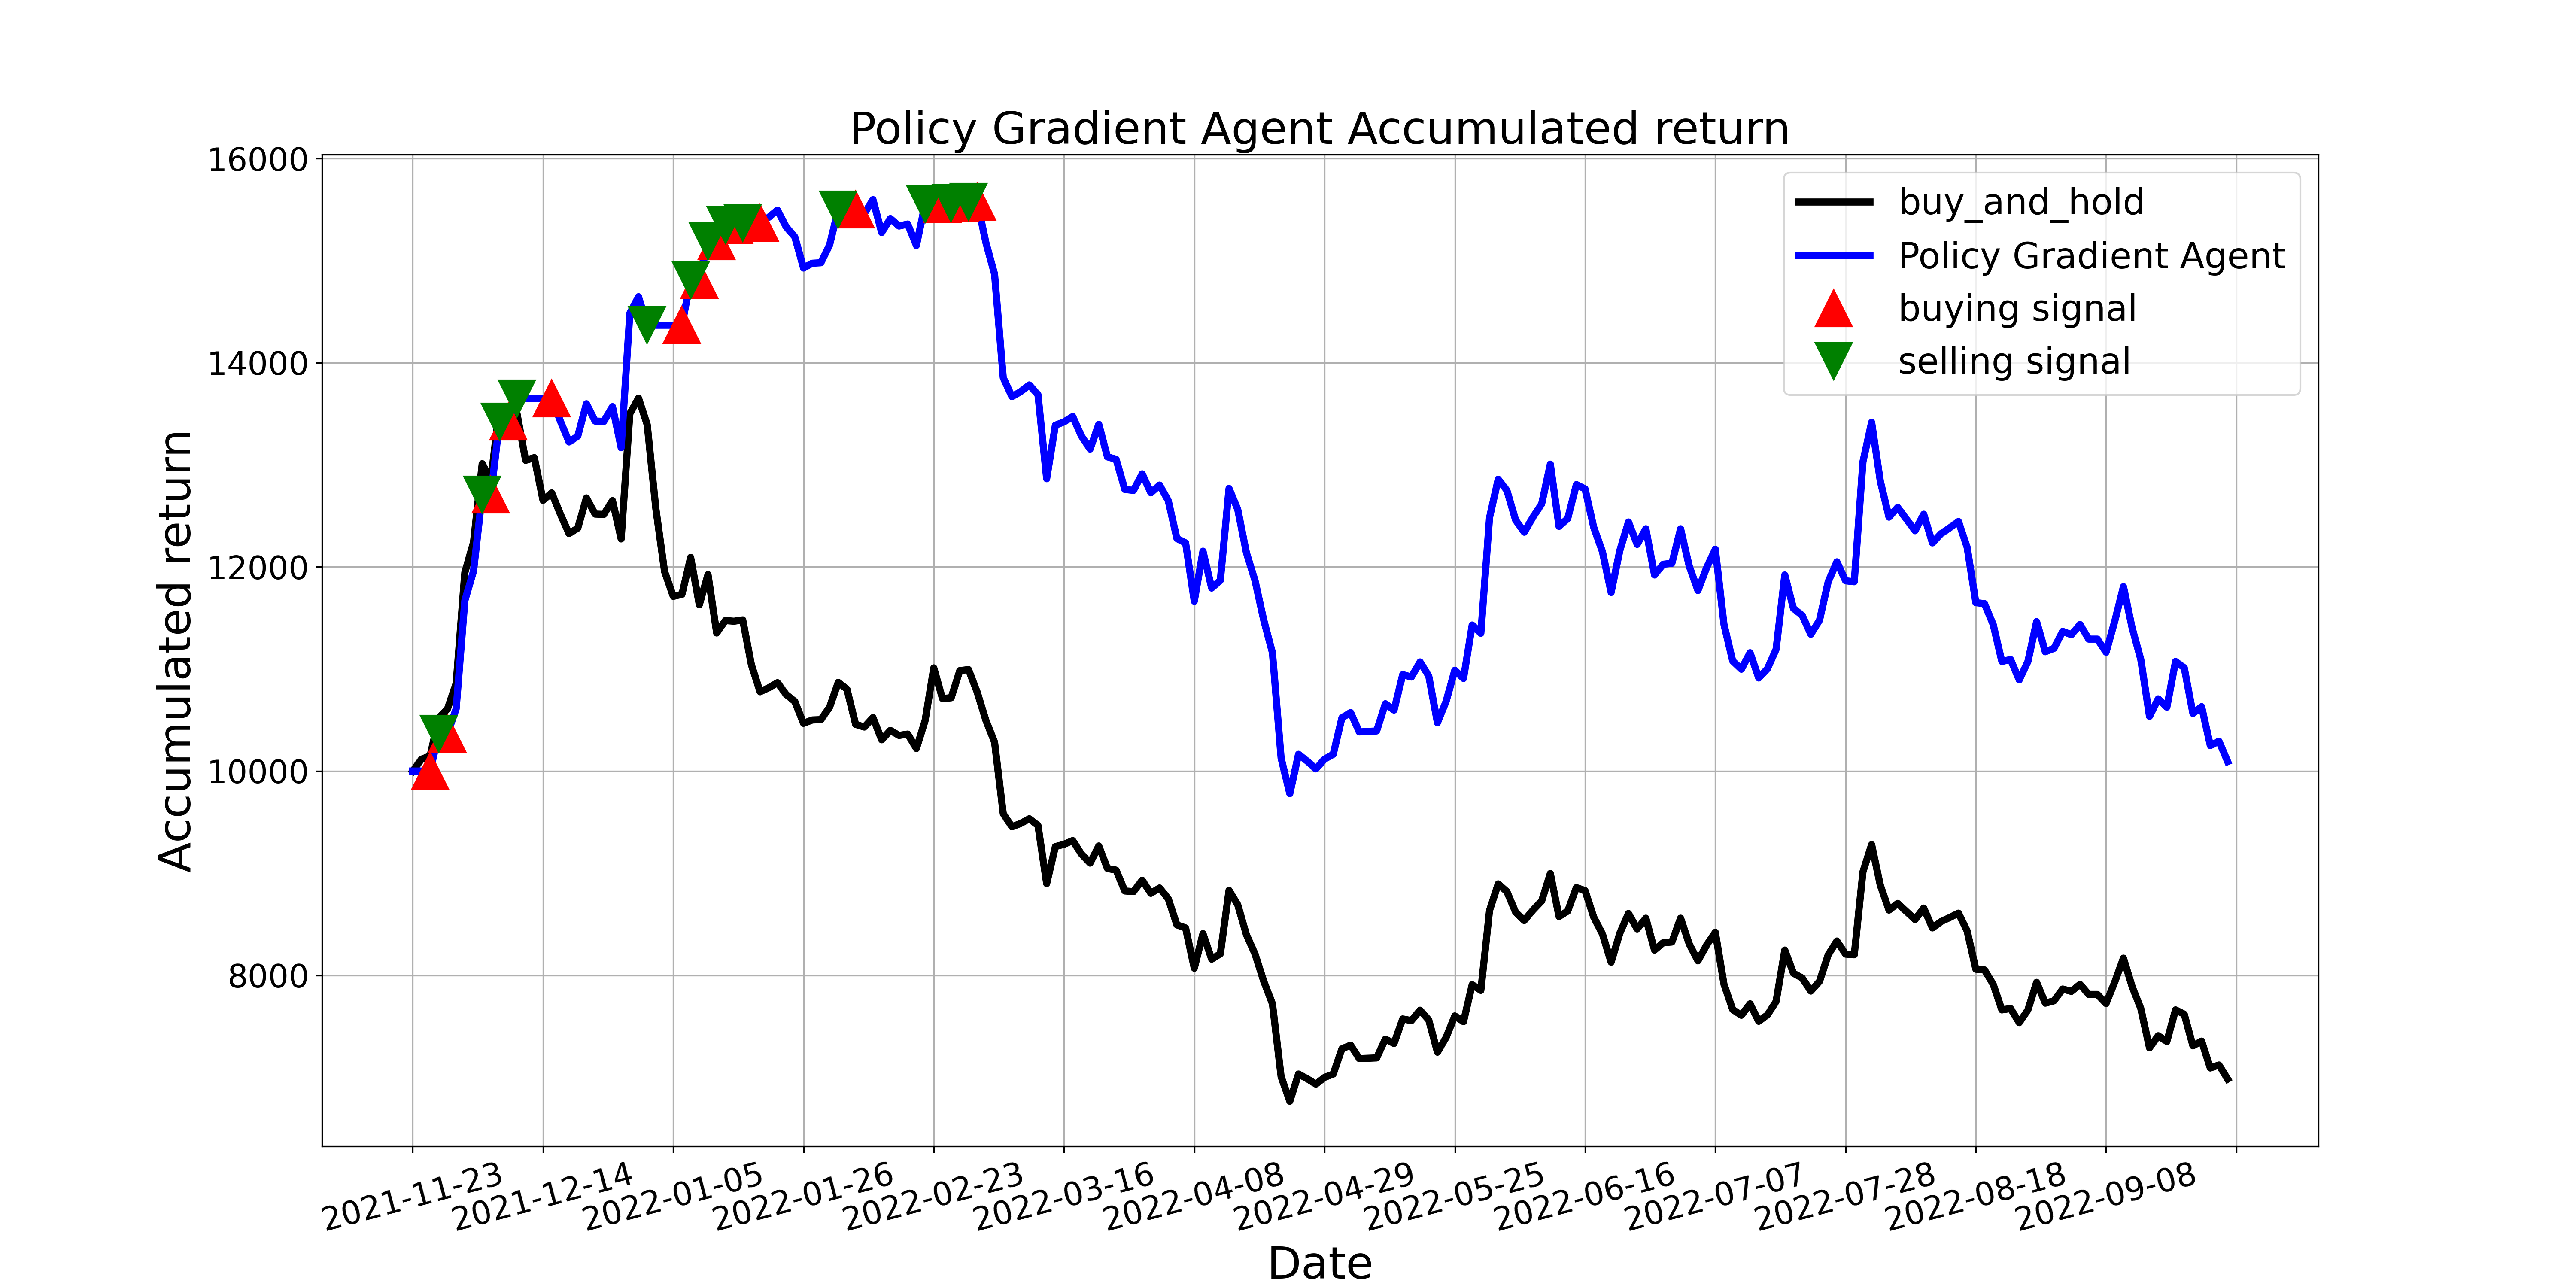 Policy Gradient Agent Accumulated return
16000
14000
12000
10000
8000
Accumulated return
buy_and_hold
Policy Gradient Agent
buying signal
selling signal
2021-11-23
2021-12-14
2022-01-05
2022-01-26
2022-02-23
2022-03-16
2022-04-08
2022-04-29
2022-05-25
2022-06-16
2022-07-07
2022-07-28
2022-08-18
2022-09-08
Date